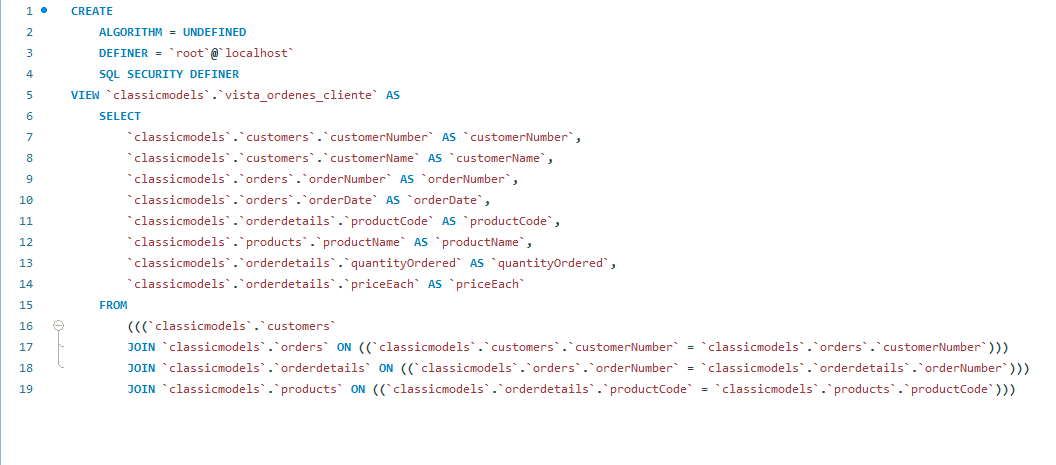 1 CREATE
2 ALGORITHM = UNDEFINED
3 DEFINER = `root`@`localhost`
4 SQL SECURITY DEFINER
5 VIEW `classicmodels`.`vista_ordenes_cliente` AS
6 SELECT
7 `classicmodels`.`customers`.`customerNumber` AS `customerNumber`,
8 `classicmodels`.`customers`.`customerName` AS `customerName`,
9 `classicmodels`.`orders`.`orderNumber` AS `orderNumber`,
10 `classicmodels`.`orders`.`orderDate` AS `orderDate`,
11 `classicmodels`.`orderdetails`.`productCode` AS `productCode`,
12 `classicmodels`.`products`.`productName` AS `productName`,
13 `classicmodels`.`orderdetails`.`quantityOrdered` AS `quantityOrdered`,
14 `classicmodels`.`orderdetails`.`priceEach` AS `priceEach`
15 FROM
16 (((`classicmodels`.`customers`
17 JOIN `classicmodels`.`orders` ON ((`classicmodels`.`customers`.`customerNumber` = `classicmodels`.`orders`.`customerNumber`)))
18 JOIN `classicmodels`.`orderdetails` ON ((`classicmodels`.`orders`.`orderNumber` = `classicmodels`.`orderdetails`.`orderNumber`)))
19 JOIN `classicmodels`.`products` ON ((`classicmodels`.`orderdetails`.`productCode` = `classicmodels`.`products`.`productCode`)))